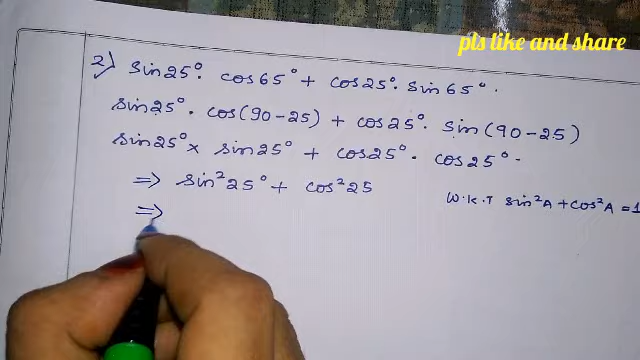 pls like and share
2) sin25°. cos65° + cos25°. sin65°.
sin25°. cos(90-25) + cos25°. sin(90-25)
sin25° x sin25° + cos25°. cos25°.
=> sin²25° + cos²25
W.K.T sin²A + cos²A = 1
=>